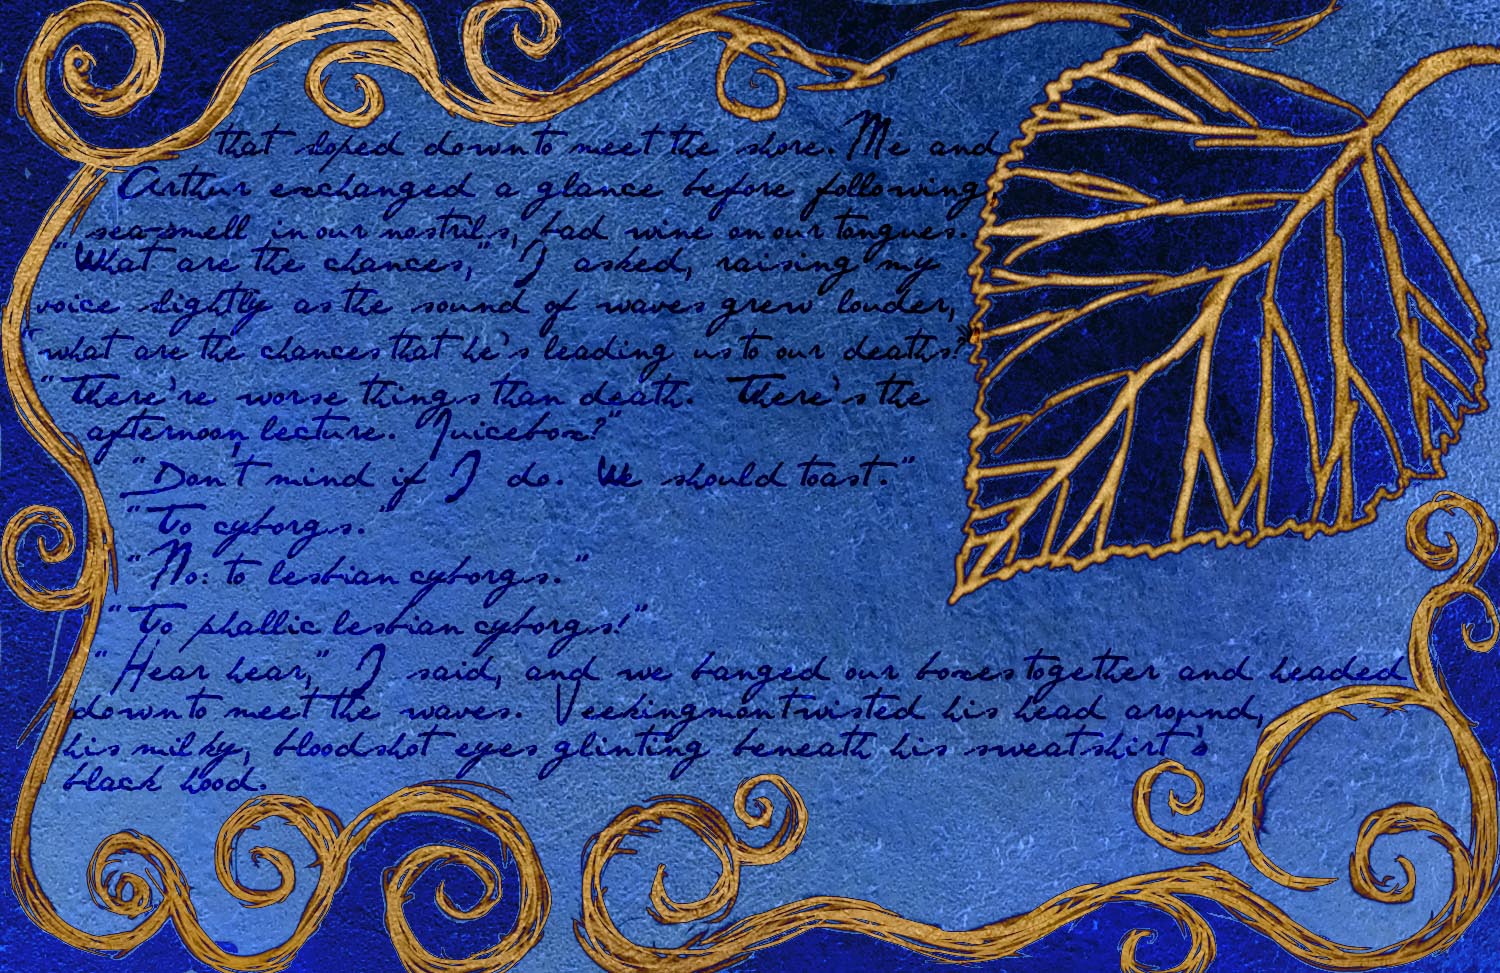 that sloped down to meet the shore. Me and
Arthur exchanged a glance before following,
sea-smell in our nostrils, bad wine on our tongues.
"What are the chances," I asked, raising my
voice slightly as the sound of waves grew louder,
"what are the chances that he's leading us to our deaths?"
"There're worse things than death. There's the
afternoon lecture. Juicebox?"
"Don't mind if I do. We should toast."
"To cyborgs."
"No: to lesbian cyborgs."
"To phallic lesbian cyborgs!"
"Hear hear," I said, and we banged our boxes together and headed
down to meet the waves. Veekingman twisted his head around,
his milky, bloodshot eyes glinting beneath his sweatshirt's
black hood.